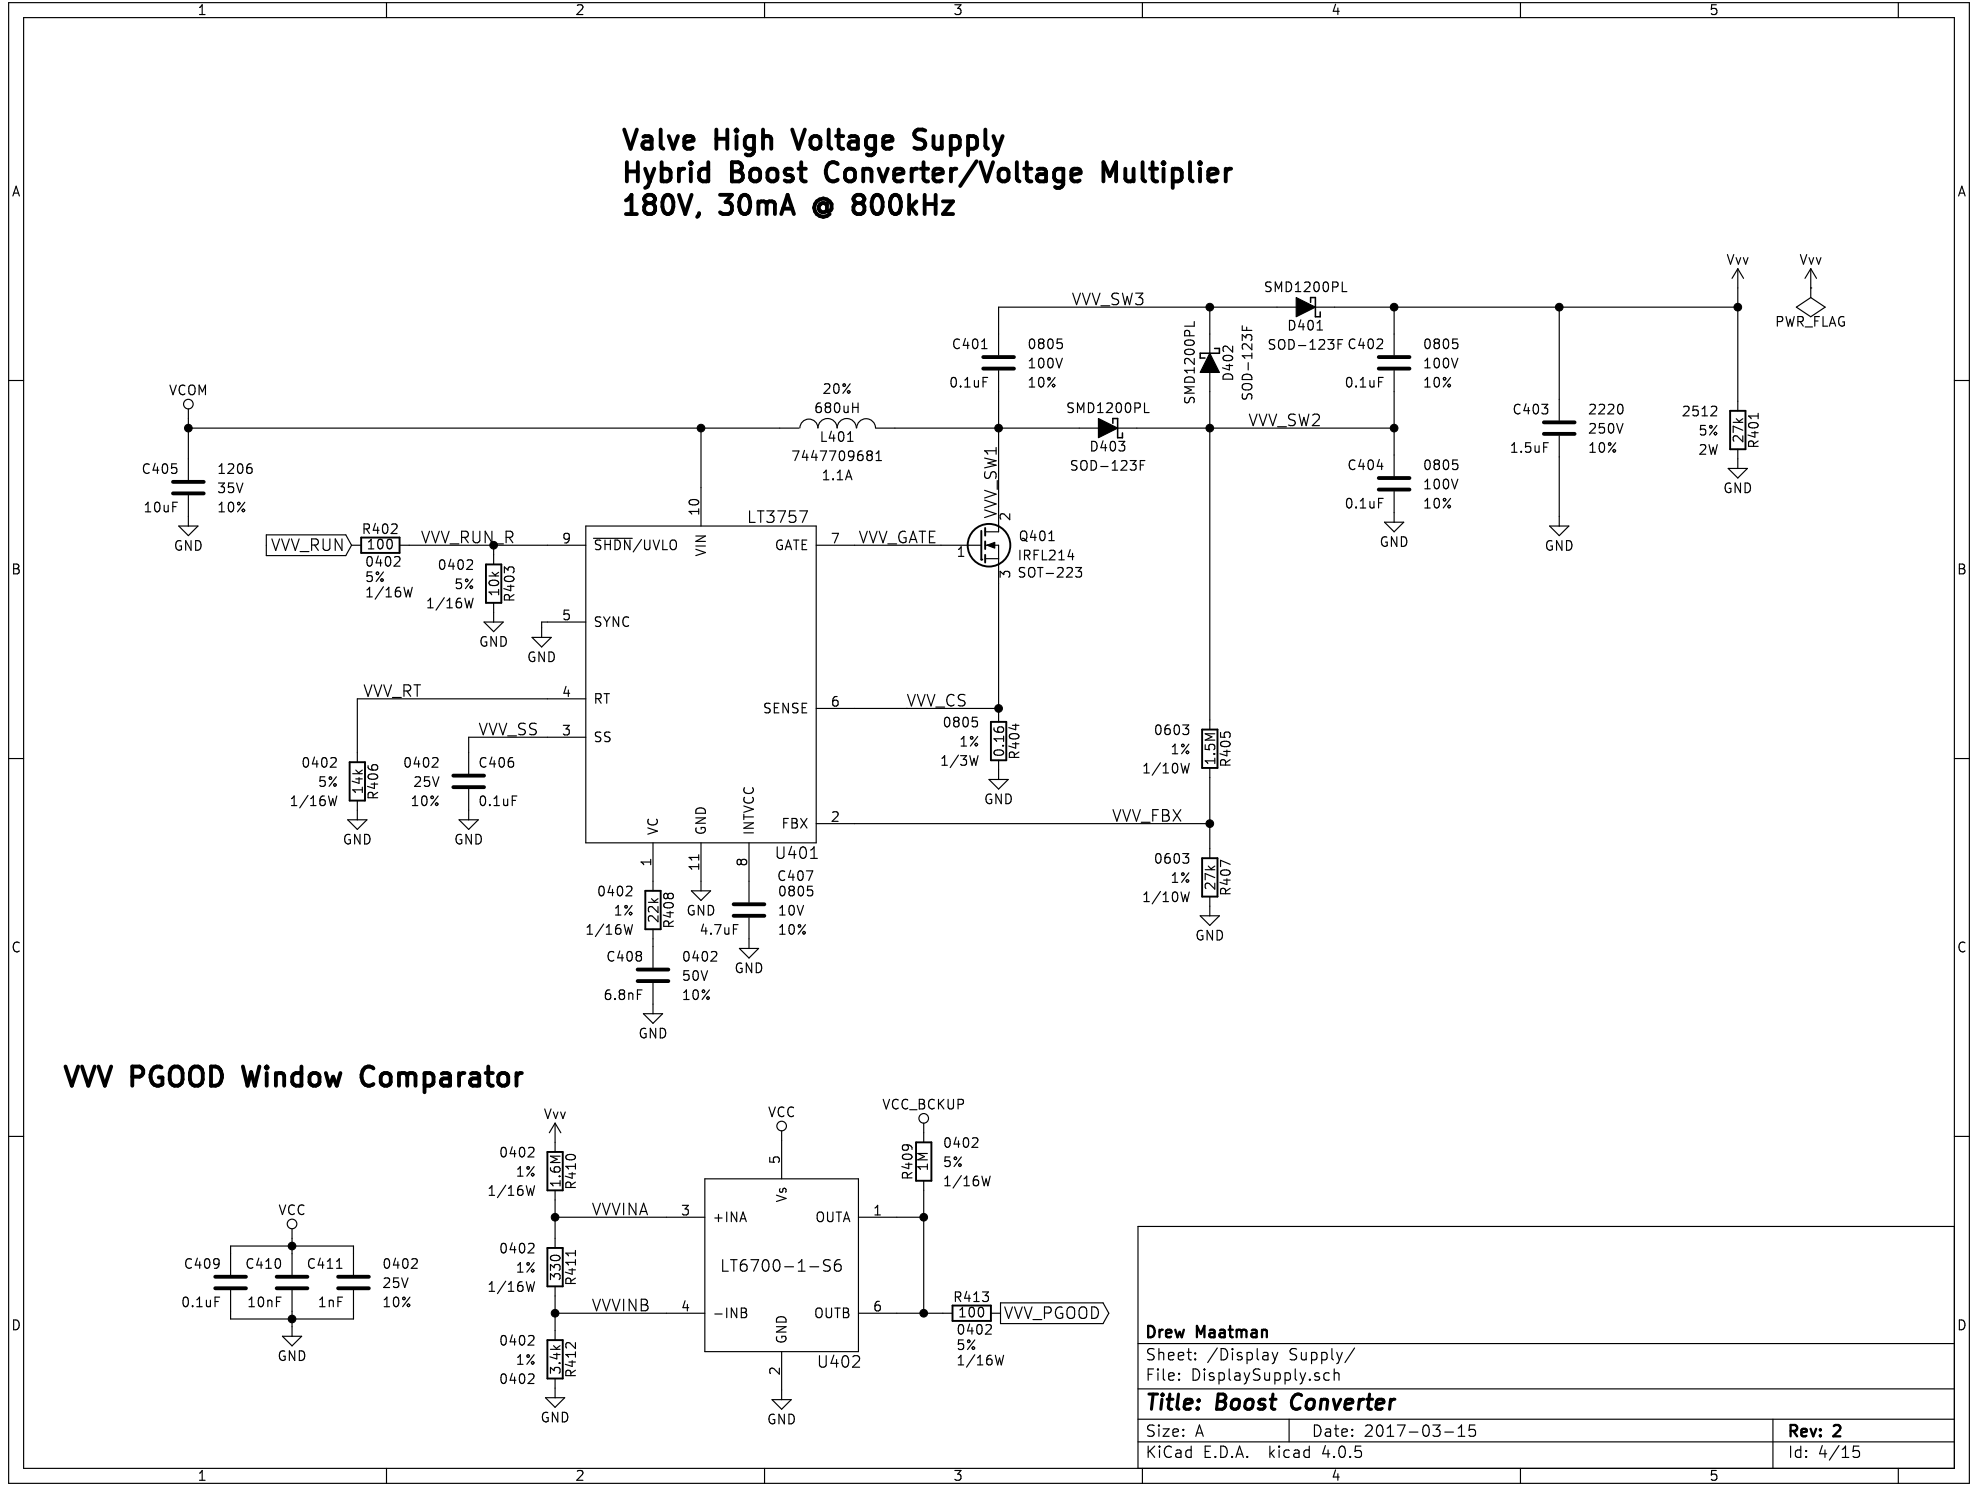 1 2 3 4 5
Valve High Voltage Supply
Hybrid Boost Converter/Voltage Multiplier
180V, 30mA @ 800kHz
A A
Vvv Vvv
PWR_FLAG
VVV_SW3
SMD1200PL
D401
SOD-123F
SMD1200PL
D402
SOD-123F
C401 0805
100V
0.1uF 10%
C402 0805
100V
0.1uF 10%
VCOM
20%
680uH
L401
7447709681
1.1A
SMD1200PL
D403
SOD-123F
VVV_SW2
C403 2220
250V
1.5uF 10%
2512
5%
2W
27k
R401
GND
C405 1206
35V
10uF 10%
GND
C404 0805
100V
0.1uF 10%
GND
GND
VVV_SW1
10
LT3757
VVV_RUN
R402
100
0402
5%
1/16W
VVV_RUN_R
9
SHDN/UVLO
VIN
GATE
7
VVV_GATE
1
2
3
Q401
IRFL214
SOT-223
B B
0402
5%
1/16W
10k
R403
GND
5
SYNC
GND
VVV_RT
4
RT
VVV_SS
3
SS
SENSE
6
VVV_CS
0805
1%
1/3W
0.16
R404
GND
0603
1%
1/10W
1.5M
R405
0402
5%
1/16W
14k
R406
GND
0402
25V
10%
C406
0.1uF
GND
VC
GND
INTVCC
FBX
2
VVV_FBX
U401
1
11
8
0603
1%
1/10W
27k
R407
GND
0402
1%
1/16W
22k
R408
GND
C407
0805
10V
4.7uF 10%
GND
C C
C408 0402
50V
6.8nF 10%
GND
VVV PGOOD Window Comparator
Vvv
VCC
VCC_BCKUP
0402
1%
1/16W
1.6M
R410
5
Vs
R409
1M
0402
5%
1/16W
VVVINA
3
+INA
OUTA
1
VCC
C409 C410 C411 0402
25V
0.1uF 10nF 1nF 10%
GND
0402
1%
1/16W
330
R411
LT6700-1-S6
VVVINB
4
-INB
OUTB
6
GND
R413
100
0402
5%
1/16W
VVV_PGOOD
D D
0402
1%
0402
3.4k
R412
GND
U402
2
GND
Drew Maatman
Sheet: /Display Supply/
File: DisplaySupply.sch
Title: Boost Converter
Size: A Date: 2017-03-15 Rev: 2
KiCad E.D.A. kicad 4.0.5 Id: 4/15
1 2 3 4 5